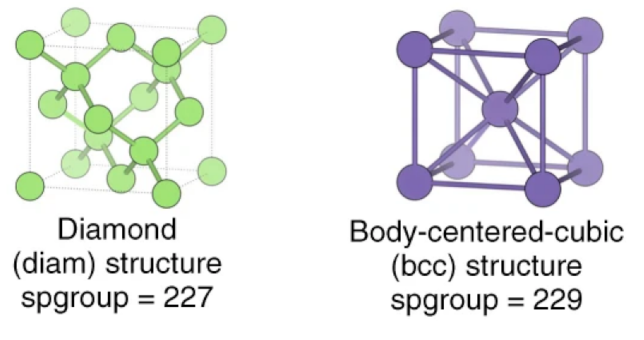 Diamond
(diam) structure
spgroup = 227
Body-centered-cubic
(bcc) structure
spgroup = 229